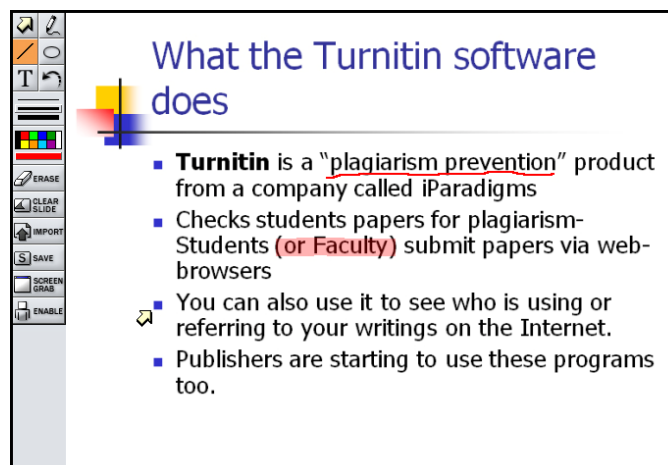 What the Turnitin software
does
Turnitin is a “plagiarism prevention” product
from a company called iParadigms
Checks students papers for plagiarism-
Students (or Faculty) submit papers via web-
browsers
You can also use it to see who is using or
referring to your writings on the Internet.
Publishers are starting to use these programs
too.
T
ERASE
CLEAR
SLIDE
IMPORT
S SAVE
SCREEN
GRAB
ENABLE